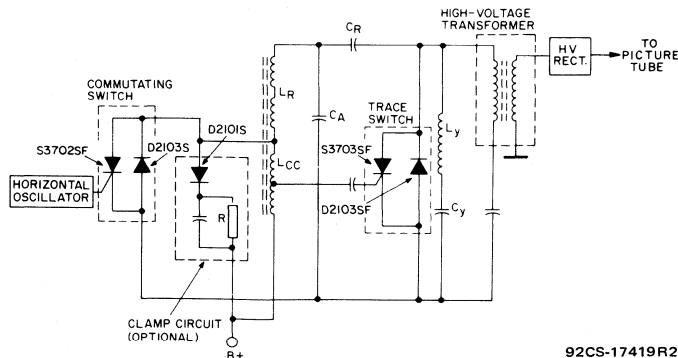 HIGH-VOLTAGE
TRANSFORMER
HV
RECT.
TO
PICTURE
TUBE
CR
LR
CA
COMMUTATING
SWITCH
S3702SF
D2103S
D2101S
TRACE
SWITCH
S3703SF
D2103SF
Ly
Cy
LCC
HORIZONTAL
OSCILLATOR
R
CLAMP CIRCUIT
(OPTIONAL)
B+
92CS-17419R2